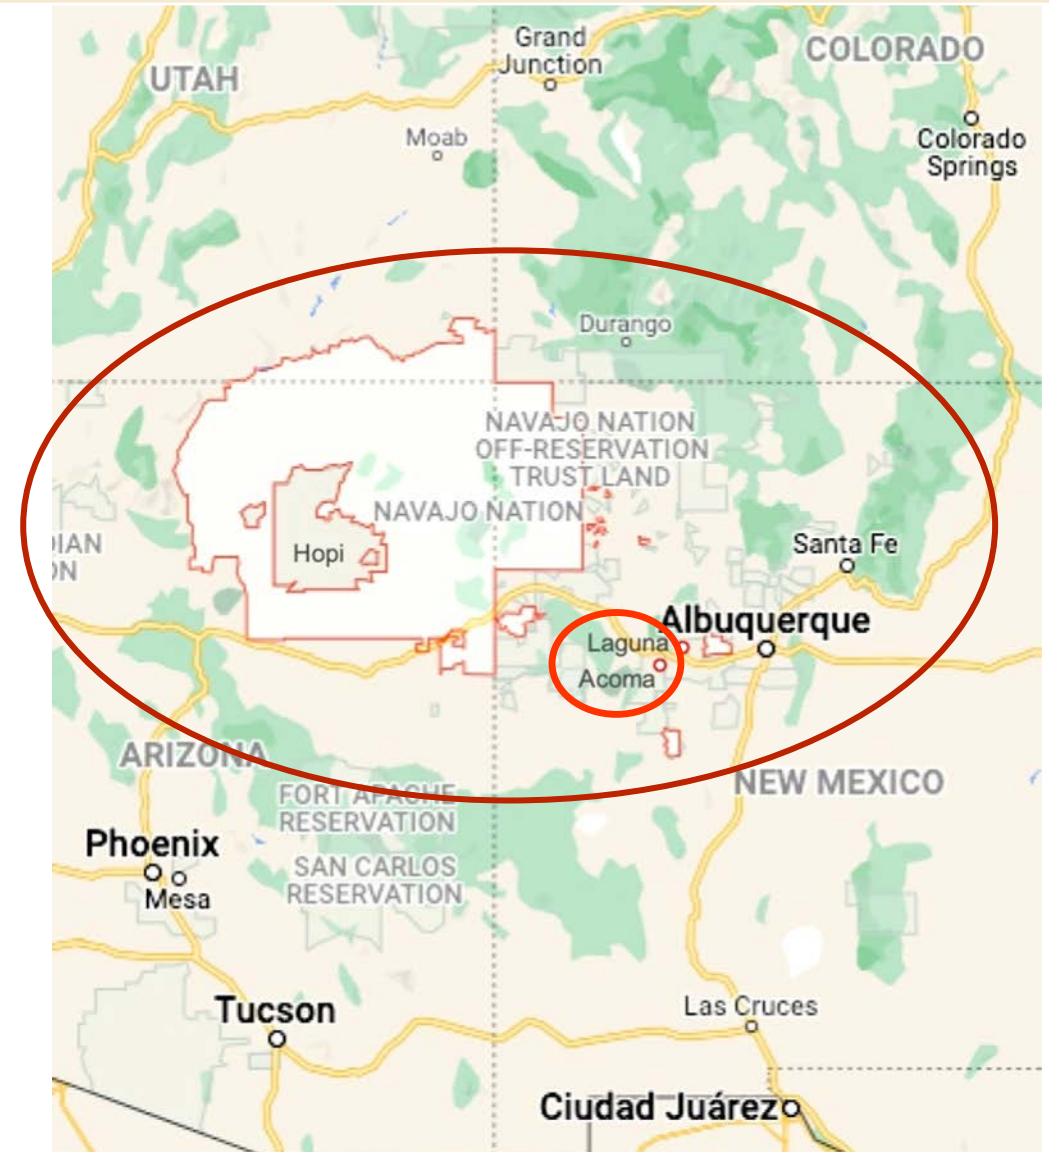 Grand
Junction
COLORADO
UTAH
Moab
Colorado
Springs
Durango
NAVAJO NATION
OFF-RESERVATION
TRUST LAND
NAVAJO NATION
Hopi
IAN
ON
Santa Fe
Albuquerque
Laguna
Acoma
ARIZONA
NEW MEXICO
FORT APACHE
RESERVATION
Phoenix
Mesa
SAN CARLOS
RESERVATION
Tucson
Las Cruces
Ciudad Juárez